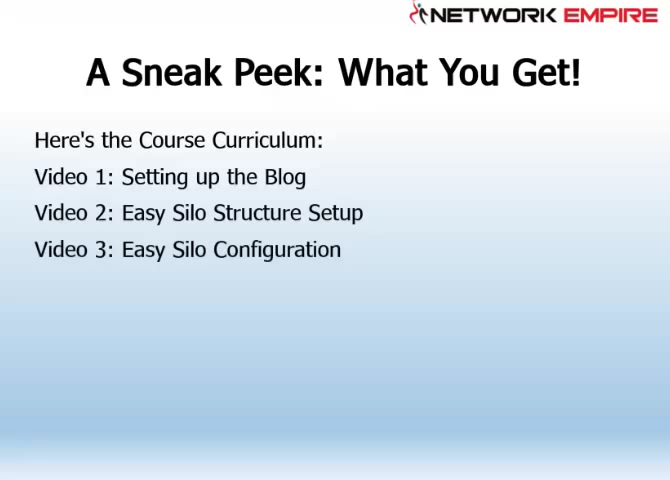 NETWORK EMPIRE
A Sneak Peek: What You Get!
Here's the Course Curriculum:
Video 1: Setting up the Blog
Video 2: Easy Silo Structure Setup
Video 3: Easy Silo Configuration